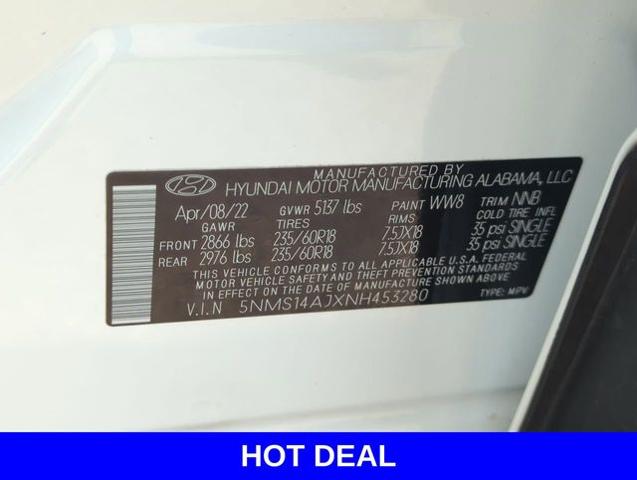 MANUFACTURED BY
HYUNDAI MOTOR MANUFACTURING ALABAMA, LLC
Apr/08/22 GVWR 5137 lbs PAINT WW8 TRIM NNB
GAWR TIRES RIMS COLD TIRE INF
FRONT 2866 lbs 235/60R18 7.5JX18 35 psi SINGLE
REAR 2976 lbs 235/60R18 7.5JX18 35 psi SINGLE
THIS VEHICLE CONFORMS TO ALL APPLICABLE U.S.A. FEDERAL
MOTOR VEHICLE SAFETY AND THEFT PREVENTION STANDARDS
IN EFFECT ON THE DATE OF MANUFACTURE SHOWN ABOVE.
V.I.N 5NMS14AJXNH453280 TYPE: MPV
HOT DEAL